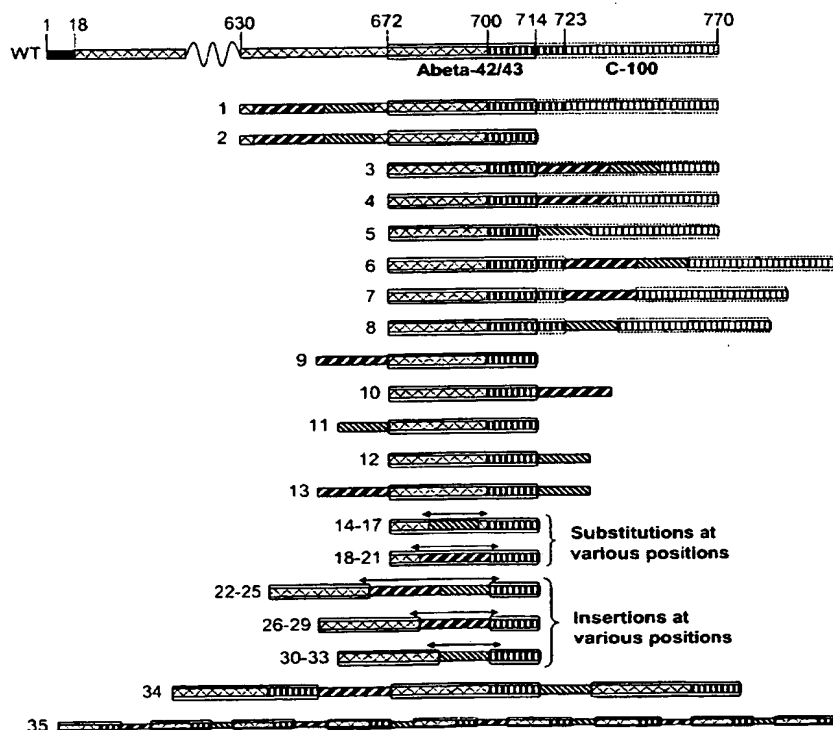 1 18 630 672 700 714 723 770
WT
Abeta-42/43 C-100
1
2
3
4
5
6
7
8
9
10
11
12
13
14-17
Substitutions at
various positions
18-21
22-25
26-29
Insertions at
various positions
30-33
34
35